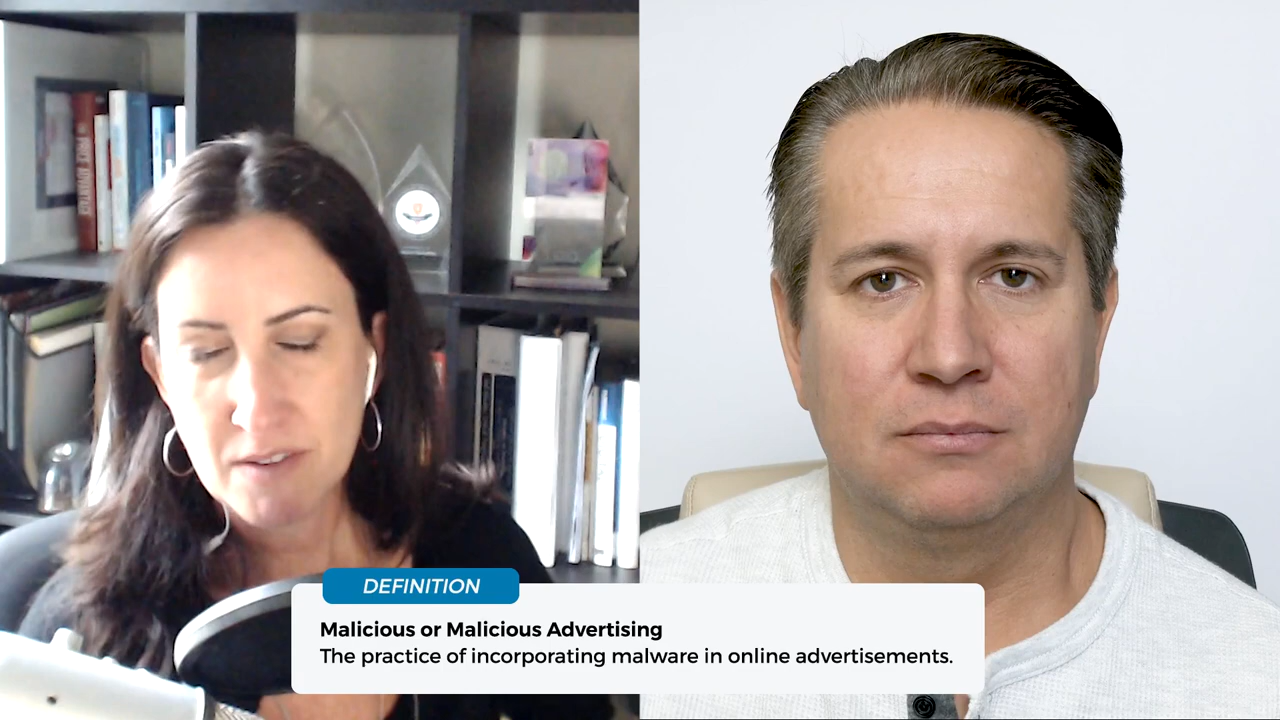 DEFINITION
Malicious or Malicious Advertising
The practice of incorporating malware in online advertisements.